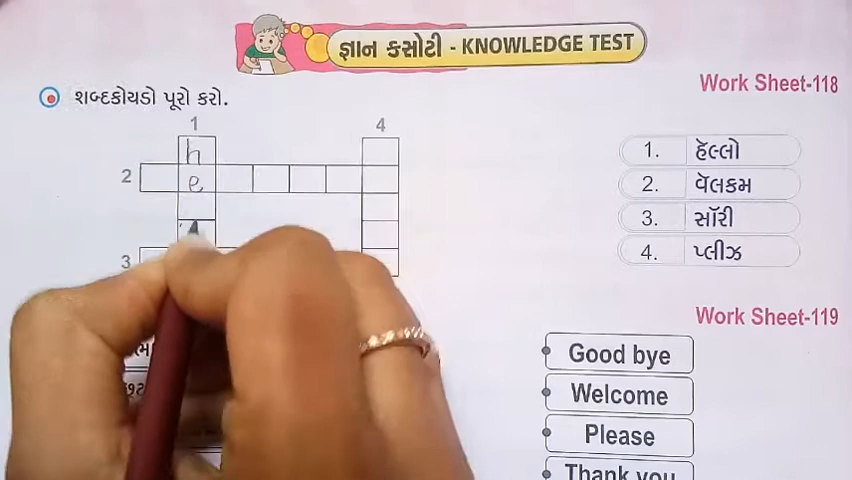 જ્ઞાન કસોટી - KNOWLEDGE TEST
Work Sheet-118
શબ્દકોયડો પૂરો કરો.
1
4
h
2
e
3
1. હૅલ્લો
2. વૅલકમ
3. સૉરી
4. પ્લીઝ
Work Sheet-119
Good bye
Welcome
Please
Thank you